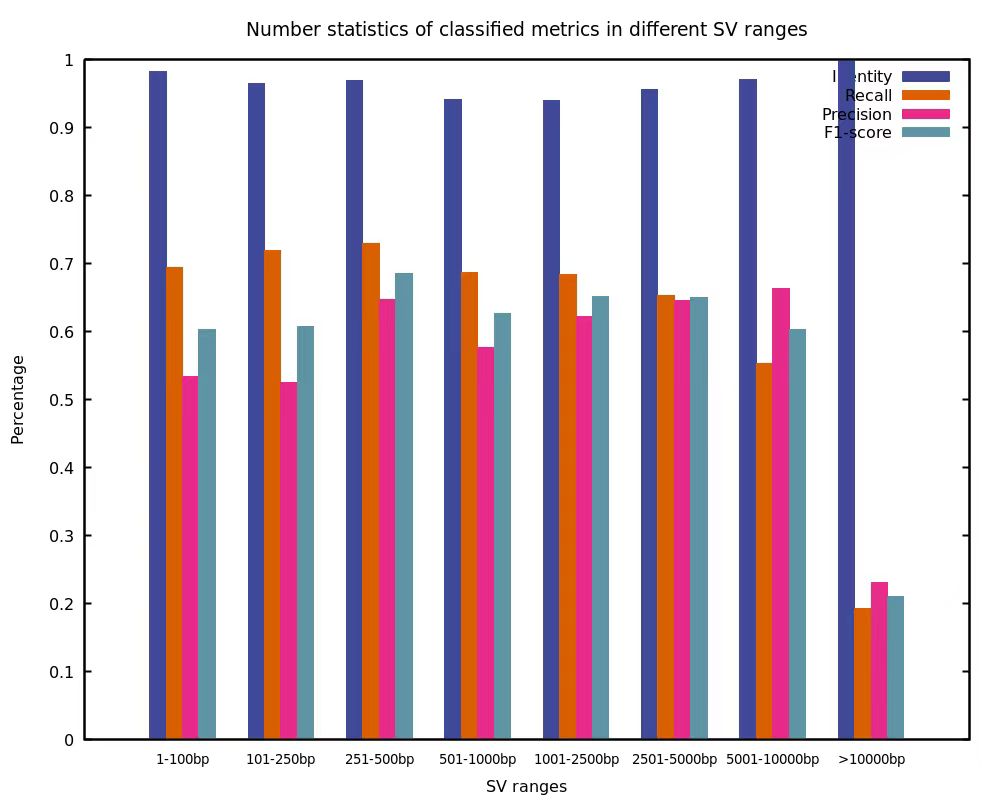 Number statistics of classified metrics in different SV ranges
1
0.9
0.8
0.7
0.6
0.5
0.4
0.3
0.2
0.1
0
Percentage
Identity
Recall
Precision
F1-score
1-100bp 101-250bp 251-500bp 501-1000bp 1001-2500bp 2501-5000bp 5001-10000bp >10000bp
SV ranges